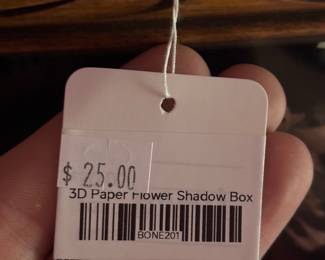 $ 25.00
3D Paper Flower Shadow Box
BONE201